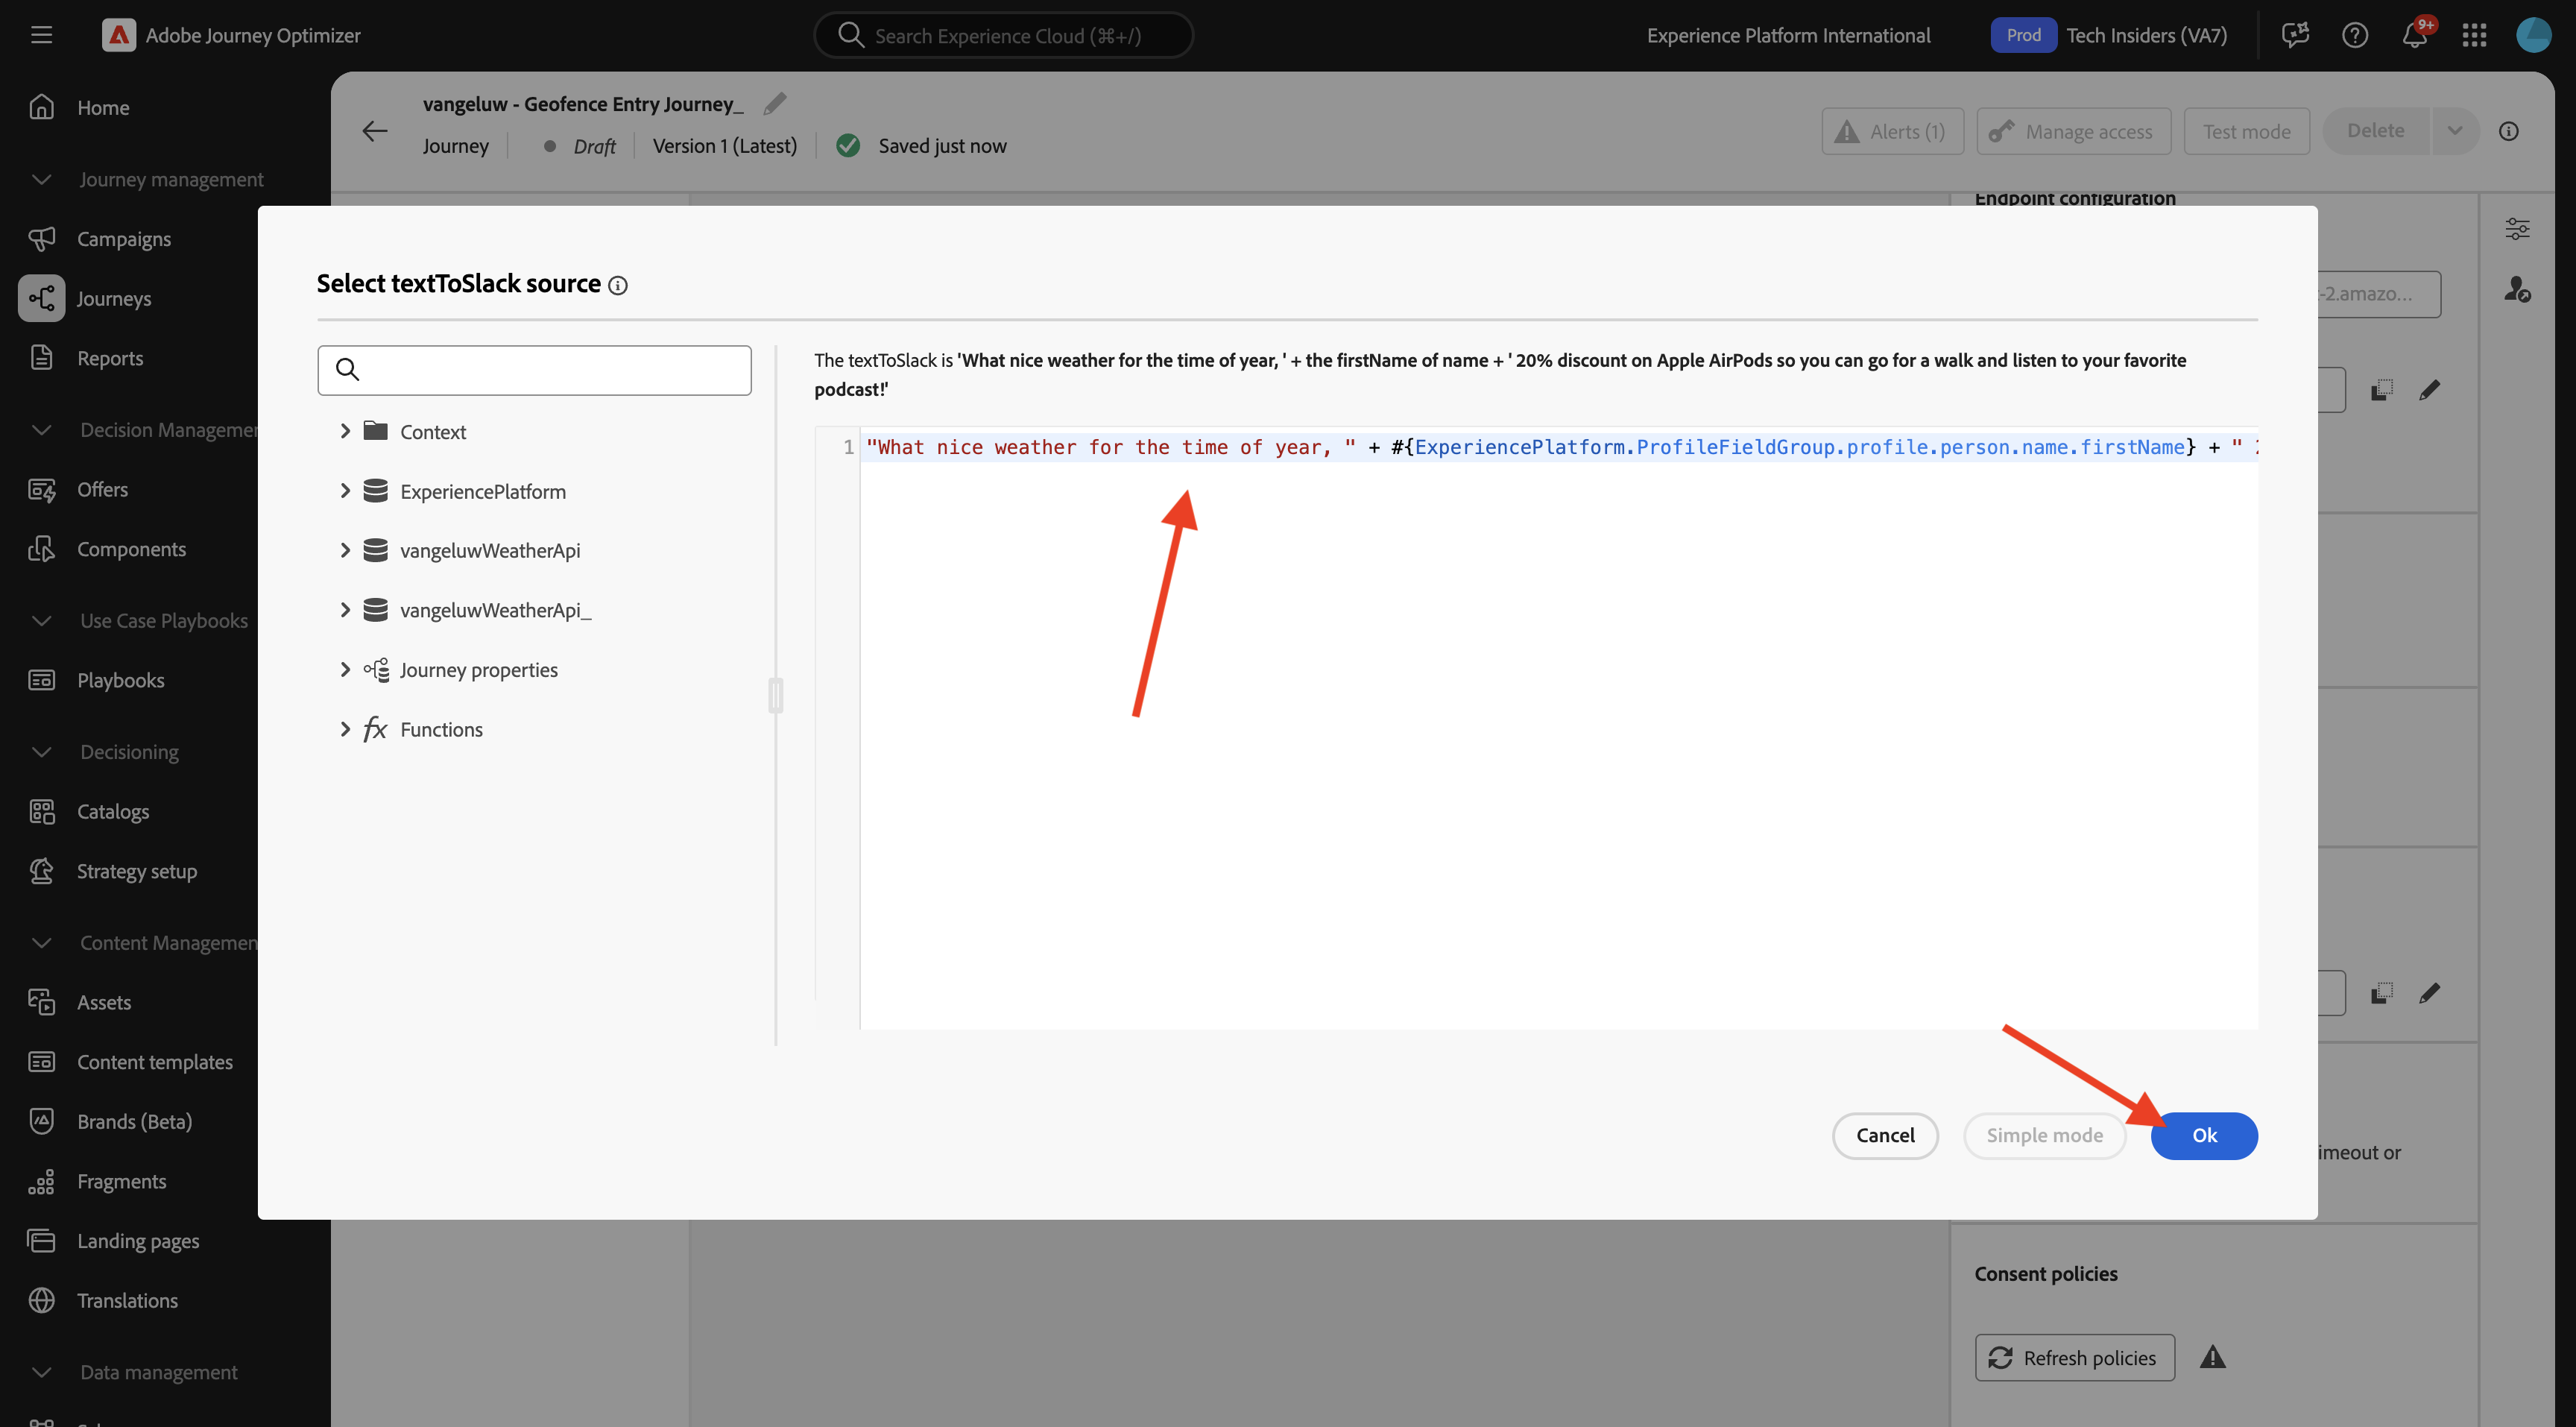 Adobe Journey Optimizer
Search Experience Cloud (⌘+/)
Experience Platform International
Prod
Tech Insiders (VA7)
9+
Home
Journey management
Campaigns
Journeys
Reports
Decision Managemen
Offers
Components
Use Case Playbooks
Playbooks
Decisioning
Catalogs
Strategy setup
Content Managemen
Assets
Content templates
Brands (Beta)
Fragments
Landing pages
Translations
Data management
vangeluw - Geofence Entry Journey_
Journey
Draft
Version 1 (Latest)
Saved just now
Alerts (1)
Manage access
Test mode
Delete
Endpoint configuration
-2.amazo...
Select textToSlack source
Context
ExperiencePlatform
vangeluwWeatherApi
vangeluwWeatherApi_
Journey properties
fx Functions
The textToSlack is 'What nice weather for the time of year, ' + the firstName of name + ' 20% discount on Apple AirPods so you can go for a walk and listen to your favorite
podcast!'
1 "What nice weather for the time of year, " + #{ExperiencePlatform.ProfileFieldGroup.profile.person.name.firstName} + "
Cancel
Simple mode
Ok
imeout or
Consent policies
Refresh policies